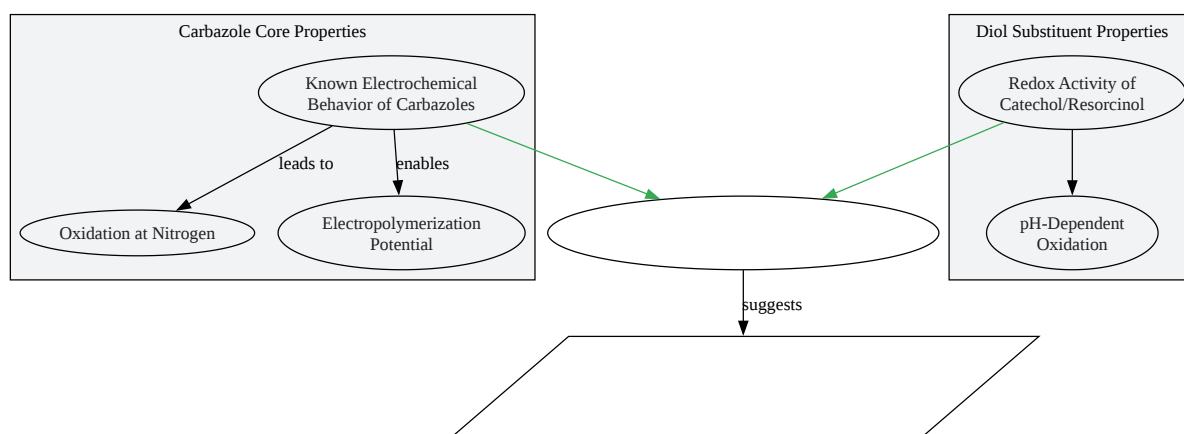 Carbazole Core Properties
Diol Substituent Properties
Known Electrochemical
Behavior of Carbazoles
Redox Activity of
Catechol/Resorcinol
leads to
enables
Oxidation at Nitrogen
Electropolymerization
Potential
pH-Dependent
Oxidation
suggests